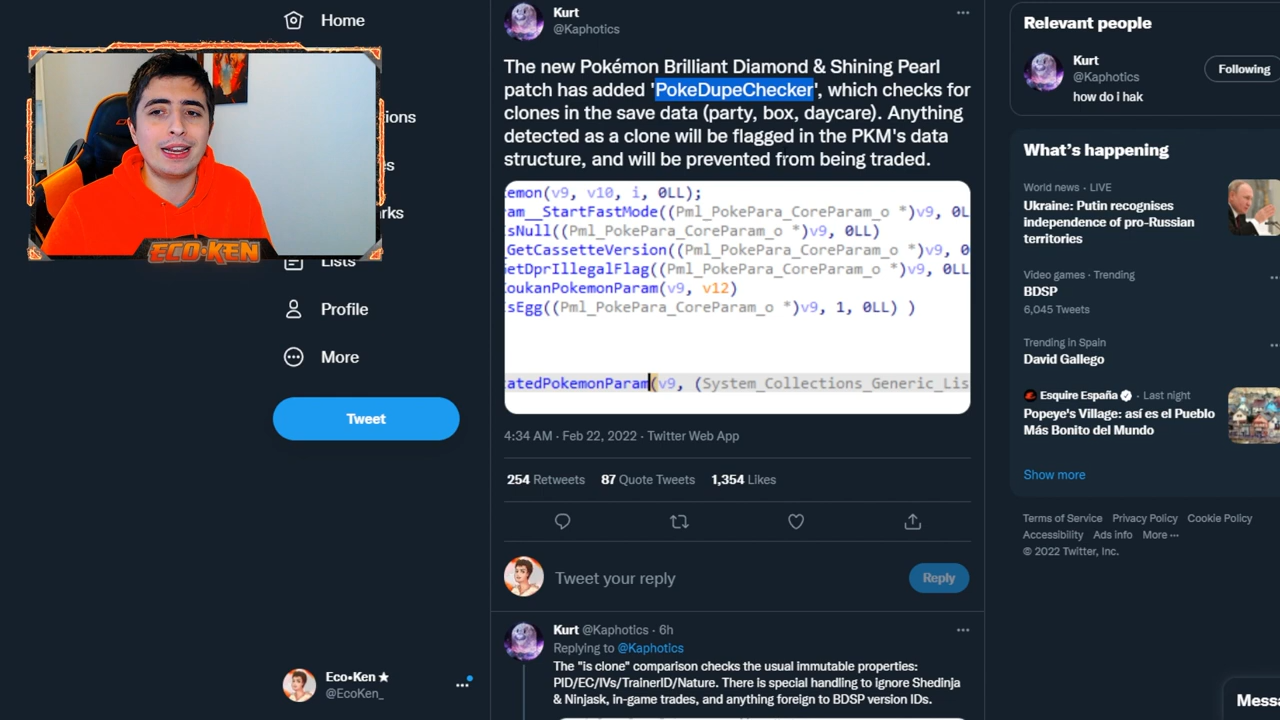 Home
ions
s
rks
Lists
Profile
More
Tweet
ECO·KEN
Eco•Ken ★
@EcoKen_
Kurt
@Kaphotics
The new Pokémon Brilliant Diamond & Shining Pearl
patch has added 'PokeDupeChecker', which checks for
clones in the save data (party, box, daycare). Anything
detected as a clone will be flagged in the PKM's data
structure, and will be prevented from being traded.
emon(v9, v10, i, 0LL);
am__StartFastMode((Pml_PokePara_CoreParam_o *)v9, 0L
sNull((Pml_PokePara_CoreParam_o *)v9, 0LL)
GetCassetteVersion((Pml_PokePara_CoreParam_o *)v9, 0
etDprIllegalFlag((Pml_PokePara_CoreParam_o *)v9, 0LL
oukanPokemonParam(v9, v12)
sEgg((Pml_PokePara_CoreParam_o *)v9, 1, 0LL) )
atedPokemonParam(v9, (System_Collections_Generic_Lis
4:34 AM · Feb 22, 2022 · Twitter Web App
254 Retweets 87 Quote Tweets 1,354 Likes
Tweet your reply
Reply
Kurt @Kaphotics · 6h
Replying to @Kaphotics
The "is clone" comparison checks the usual immutable properties:
PID/EC/IVs/TrainerID/Nature. There is special handling to ignore Shedinja
& Ninjask, in-game trades, and anything foreign to BDSP version IDs.
Relevant people
Kurt
@Kaphotics
Following
how do i hak
What's happening
World news · LIVE
Ukraine: Putin recognises
independence of pro-Russian
territories
Video games · Trending
BDSP
6,045 Tweets
Trending in Spain
David Gallego
Esquire España · Last night
Popeye's Village: así es el Pueblo
Más Bonito del Mundo
Show more
Terms of Service Privacy Policy Cookie Policy
Accessibility Ads info More ···
© 2022 Twitter, Inc.
Messa